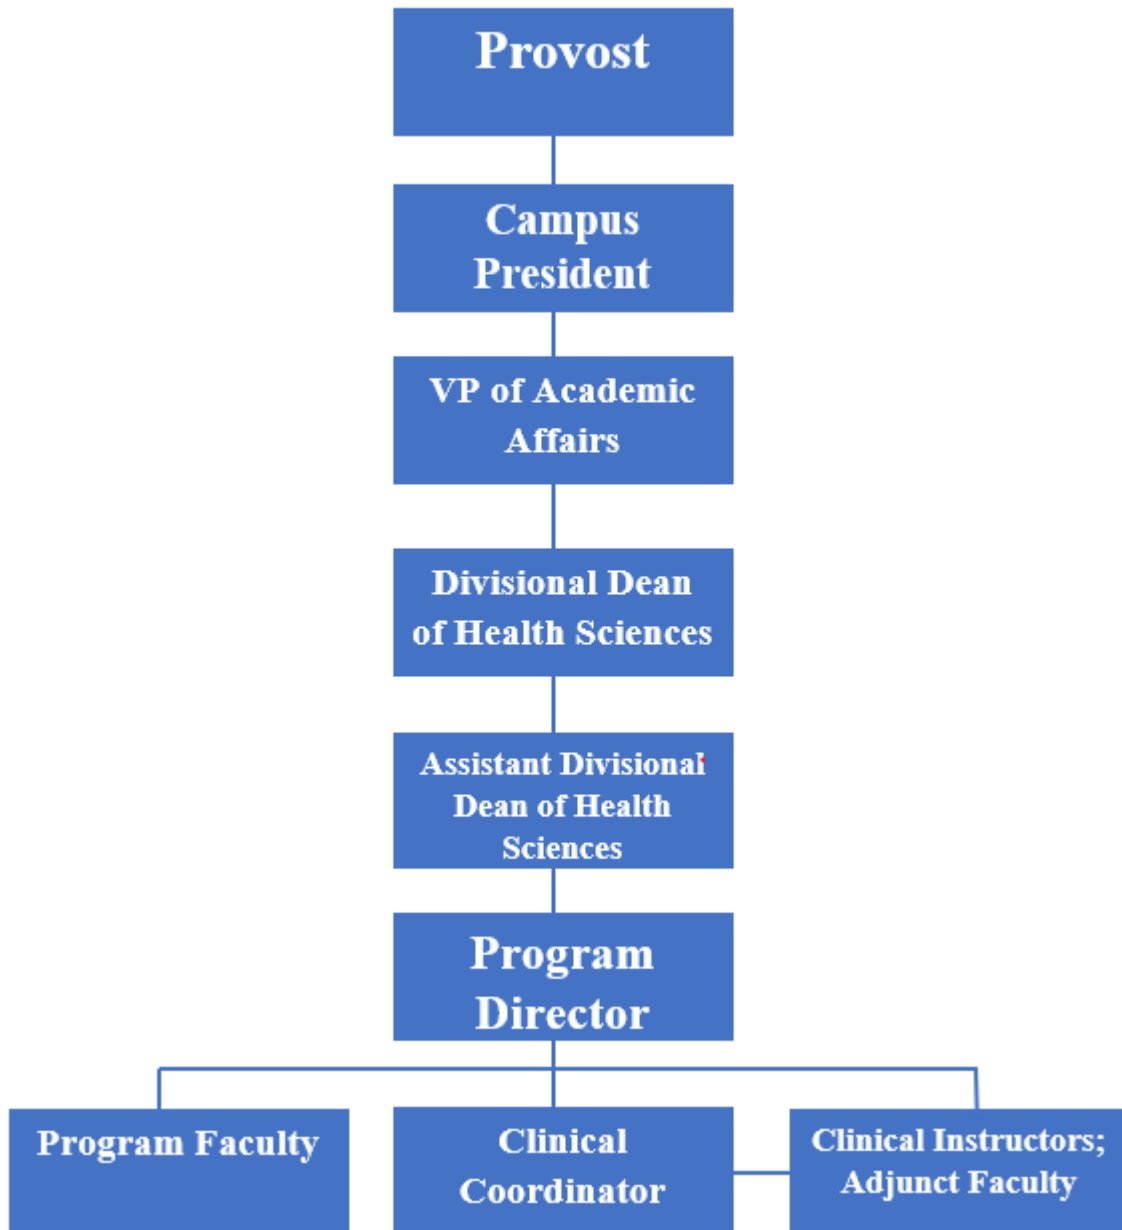 Provost
Campus
President
VP of Academic
Affairs
Divisional Dean
of Health Sciences
Assistant Divisional
Dean of Health
Sciences
Program
Director
Program Faculty
Clinical
Coordinator
Clinical Instructors;
Adjunct Faculty